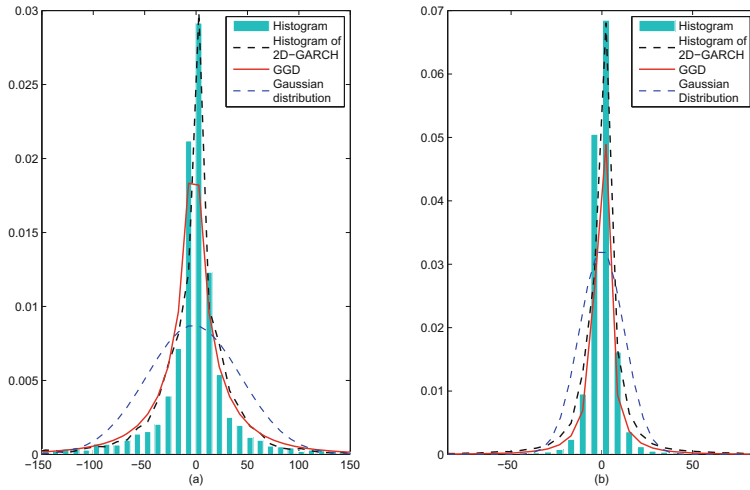 0.03
0.025
0.02
0.015
0.01
0.005
0
−150
−100
−50
0
50
100
150
(a)
Histogram
Histogram of
2D−GARCH
GGD
Gaussian
distribution
0.07
0.06
0.05
0.04
0.03
0.02
0.01
0
−50
0
50
(b)
Histogram
Histogram of
2D−GARCH
GGD
Gaussian
Distribution